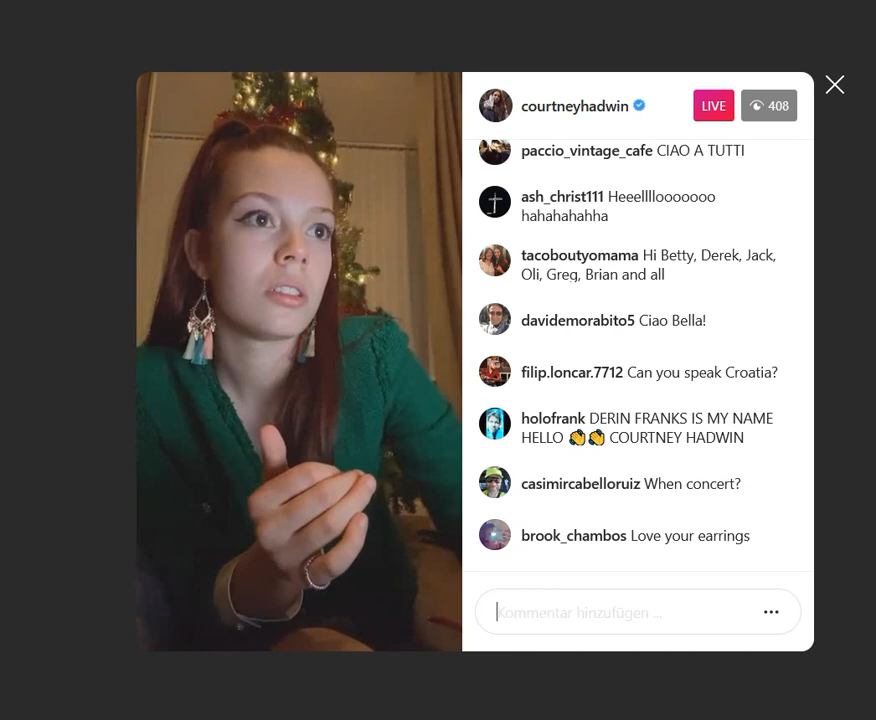 courtneyhadwin
LIVE
408
paccio_vintage_cafe CIAO A TUTTI
ash_christ111 Heeelllloooooooo
hahahahahha
tacoboutyomama Hi Betty, Derek, Jack,
Oli, Greg, Brian and all
davidemorabito5 Ciao Bella!
filip.loncar.7712 Can you speak Croatia?
holofrank DERIN FRANKS IS MY NAME
HELLO 👏👏 COURTNEY HADWIN
casimircabelloruiz When concert?
brook_chambos Love your earrings
Kommentar hinzufügen ...